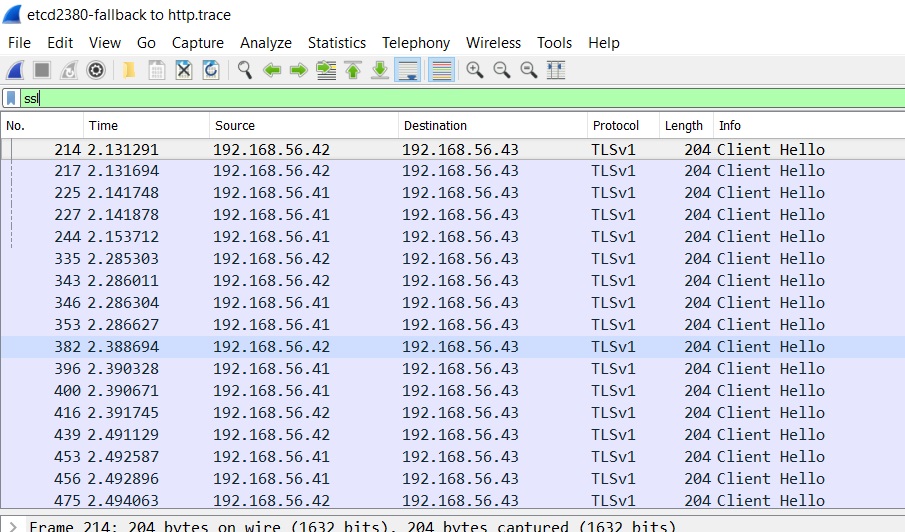 etcd2380-fallback to http.trace
File Edit View Go Capture Analyze Statistics Telephony Wireless Tools Help
ssl
No. Time Source Destination Protocol Length Info
214 2.131291 192.168.56.42 192.168.56.43 TLSv1 204 Client Hello
217 2.131694 192.168.56.42 192.168.56.43 TLSv1 204 Client Hello
225 2.141748 192.168.56.41 192.168.56.43 TLSv1 204 Client Hello
227 2.141878 192.168.56.41 192.168.56.43 TLSv1 204 Client Hello
244 2.153712 192.168.56.41 192.168.56.43 TLSv1 204 Client Hello
335 2.285303 192.168.56.42 192.168.56.43 TLSv1 204 Client Hello
343 2.286011 192.168.56.42 192.168.56.43 TLSv1 204 Client Hello
346 2.286304 192.168.56.41 192.168.56.43 TLSv1 204 Client Hello
353 2.286627 192.168.56.41 192.168.56.43 TLSv1 204 Client Hello
382 2.388694 192.168.56.42 192.168.56.43 TLSv1 204 Client Hello
396 2.390328 192.168.56.41 192.168.56.43 TLSv1 204 Client Hello
400 2.390671 192.168.56.41 192.168.56.43 TLSv1 204 Client Hello
416 2.391745 192.168.56.42 192.168.56.43 TLSv1 204 Client Hello
439 2.491129 192.168.56.42 192.168.56.43 TLSv1 204 Client Hello
453 2.492587 192.168.56.41 192.168.56.43 TLSv1 204 Client Hello
456 2.492896 192.168.56.41 192.168.56.43 TLSv1 204 Client Hello
475 2.494063 192.168.56.42 192.168.56.43 TLSv1 204 Client Hello
Frame 214: 204 bytes on wire (1632 bits), 204 bytes captured (1632 bits)